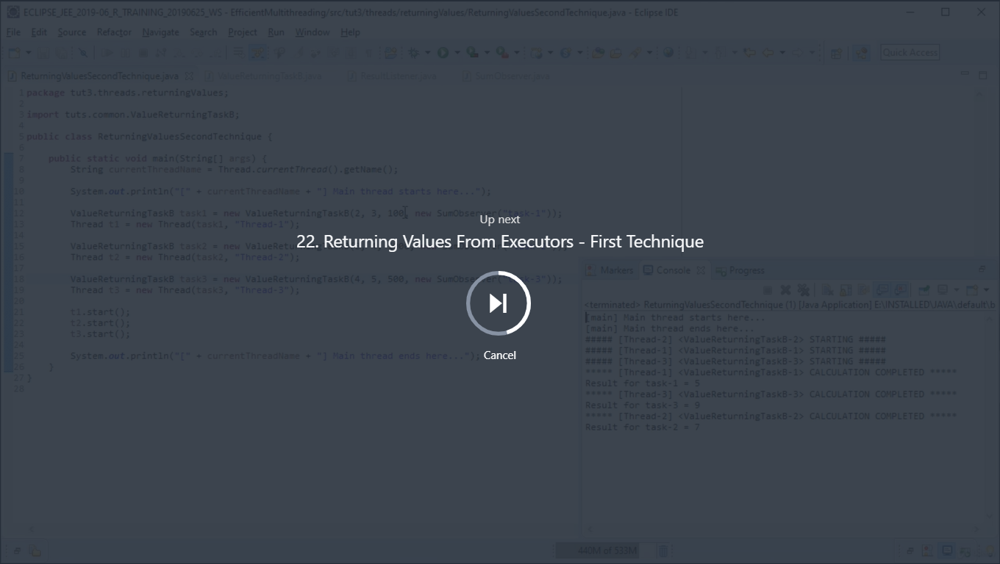 ECLIPSE_JEE_2019-06_R_TRAINING_20190625_WS - EfficientMultithreading/src/tut3/threads/returningValues/ReturningValuesSecondTechnique.java - Eclipse IDE
File Edit Source Refactor Navigate Search Project Run Window Help
Quick Access
ReturningValuesSecondTechnique.java ValueReturningTaskB.java ResultListener.java SumObserver.java
1 package tut3.threads.returningValues;
2
3 import tuts.common.ValueReturningTaskB;
4
5 public class ReturningValuesSecondTechnique {
6
7 public static void main(String[] args) {
8 String currentThreadName = Thread.currentThread().getName();
9
10 System.out.println("[" + currentThreadName + "] Main thread starts here...");
11
12 ValueReturningTaskB task1 = new ValueReturningTaskB(2, 3, 100, new SumObserver("task-1"));
13 Thread t1 = new Thread(task1, "Thread-1");
14
15 ValueReturningTaskB task2 =
16 Thread t2 = new Thread(task2, "Thread-2");
17
18 ValueReturningTaskB task3 = new ValueReturningTaskB(4, 5, 500, new SumObserver("task-3"));
19 Thread t3 = new Thread(task3, "Thread-3");
20
21 t1.start();
22 t2.start();
23 t3.start();
24
25 System.out.println("[" + currentThreadName + "] Main thread ends here...");
26 }
27 }
28
Up next
22. Returning Values From Executors - First Technique
Cancel
Markers Console Progress
<terminated> ReturningValuesSecondTechnique (1) [Java Application] E:\INSTALLED\JAVA\default\b
[main] Main thread starts here...
[main] Main thread ends here...
##### [Thread-2] <ValueReturningTaskB-2> STARTING #####
##### [Thread-1] <ValueReturningTaskB-1> STARTING #####
##### [Thread-3] <ValueReturningTaskB-3> STARTING #####
***** [Thread-1] <ValueReturningTaskB-1> CALCULATION COMPLETED *****
Result for task-1 = 5
***** [Thread-3] <ValueReturningTaskB-3> CALCULATION COMPLETED *****
Result for task-3 = 9
***** [Thread-2] <ValueReturningTaskB-2> CALCULATION COMPLETED *****
Result for task-2 = 7
440M of 533M